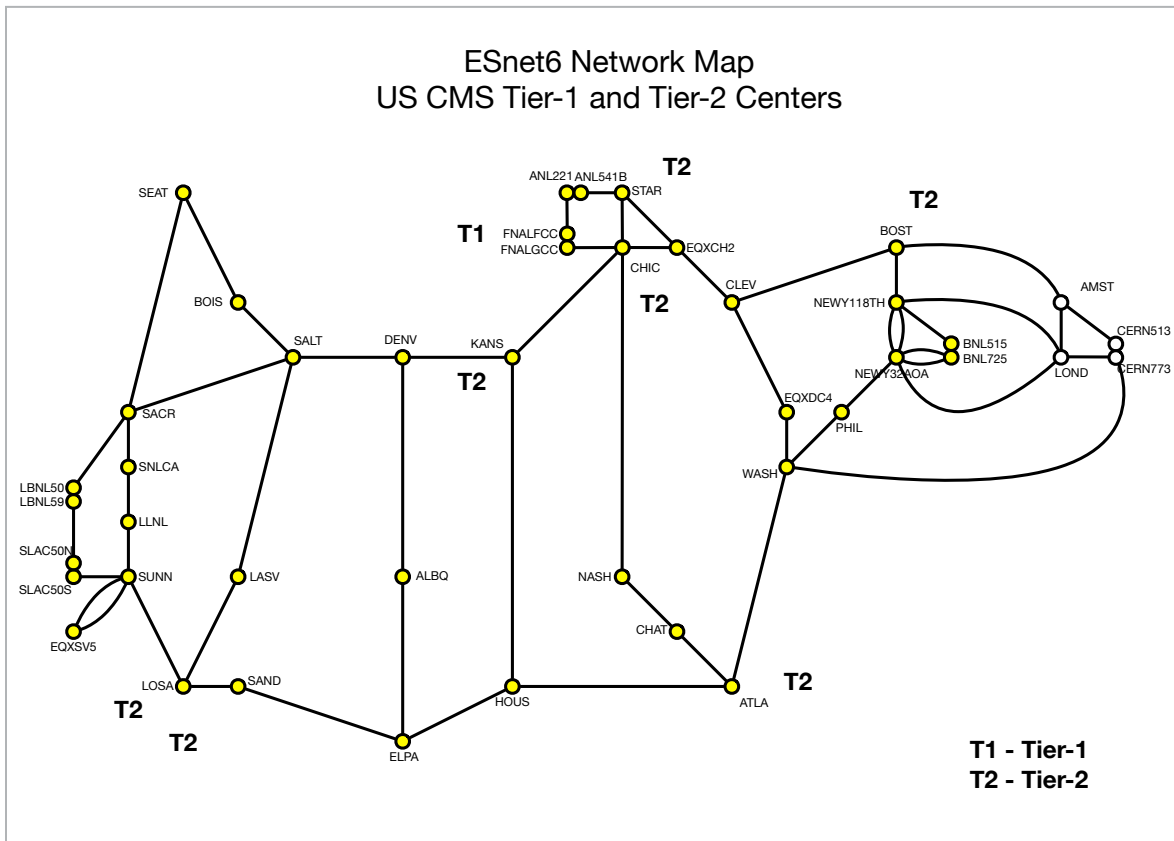 ESnet6 Network Map
US CMS Tier-1 and Tier-2 Centers
T2
ANL221 ANL541B
SEAT
STAR
T2
T1
FNALFCC
BOST
FNALGCC
EQXCH2
CHIC
AMST
T2
CLEV
BOIS
NEWY118TH
CERN513
SALT
DENV
KANS
BNL515
BNL725
T2
NEWY32AOA
LOND
CERN773
EQXDC4
SACR
PHIL
SNLCA
WASH
LBNL50
LBNL59
LLNL
SLAC50N
SUNN
LASV
ALBQ
NASH
SLAC50S
CHAT
EQXSV5
LOSA
SAND
T2
HOUS
ATLA
T2
T2
ELPA
T1 - Tier-1
T2 - Tier-2